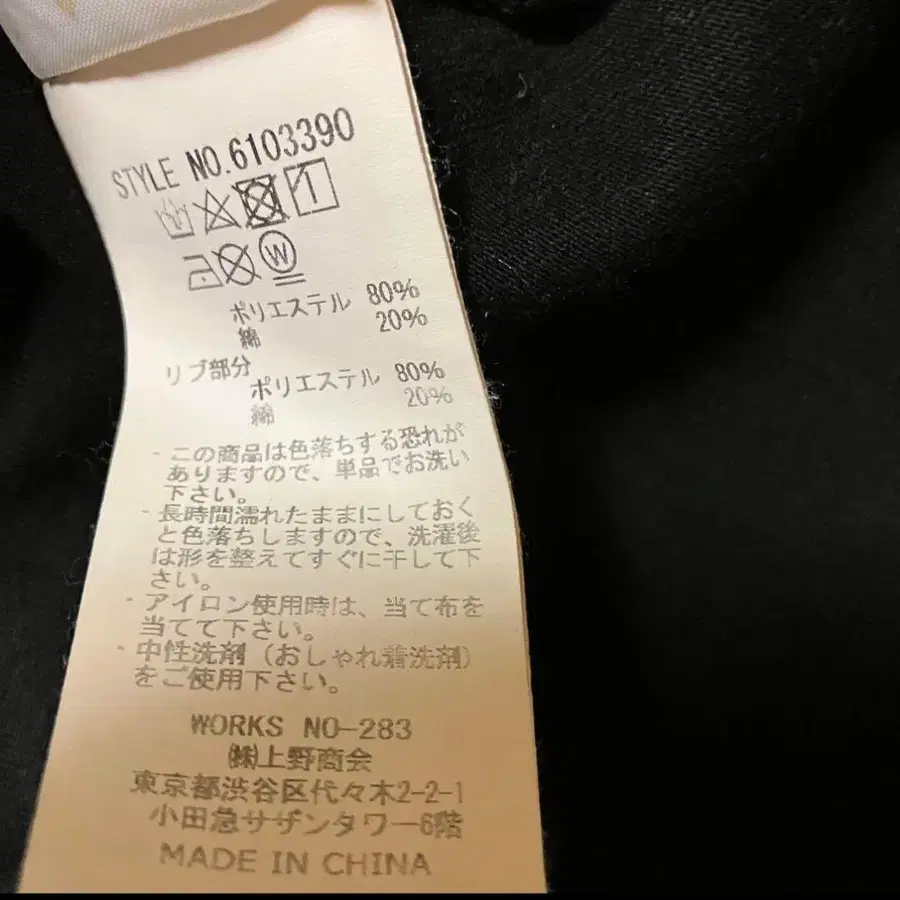 STYLE NO.6103390
W
ポリエステル 80%
綿 20%
リブ部分
ポリエステル 80%
綿 20%
・この商品は色落ちする恐れが
ありますので、単品でお洗い
下さい。
・長時間濡れたままにしておく
と色落ちしますので、洗濯後
は形を整えてすぐに干して下
さい。
・アイロン使用時は、当て布を
当てて下さい。
・中性洗剤（おしゃれ着洗剤）
をご使用下さい。
WORKS NO-283
㈱上野商会
東京都渋谷区代々木2-2-1
小田急サザンタワー6階
MADE IN CHINA